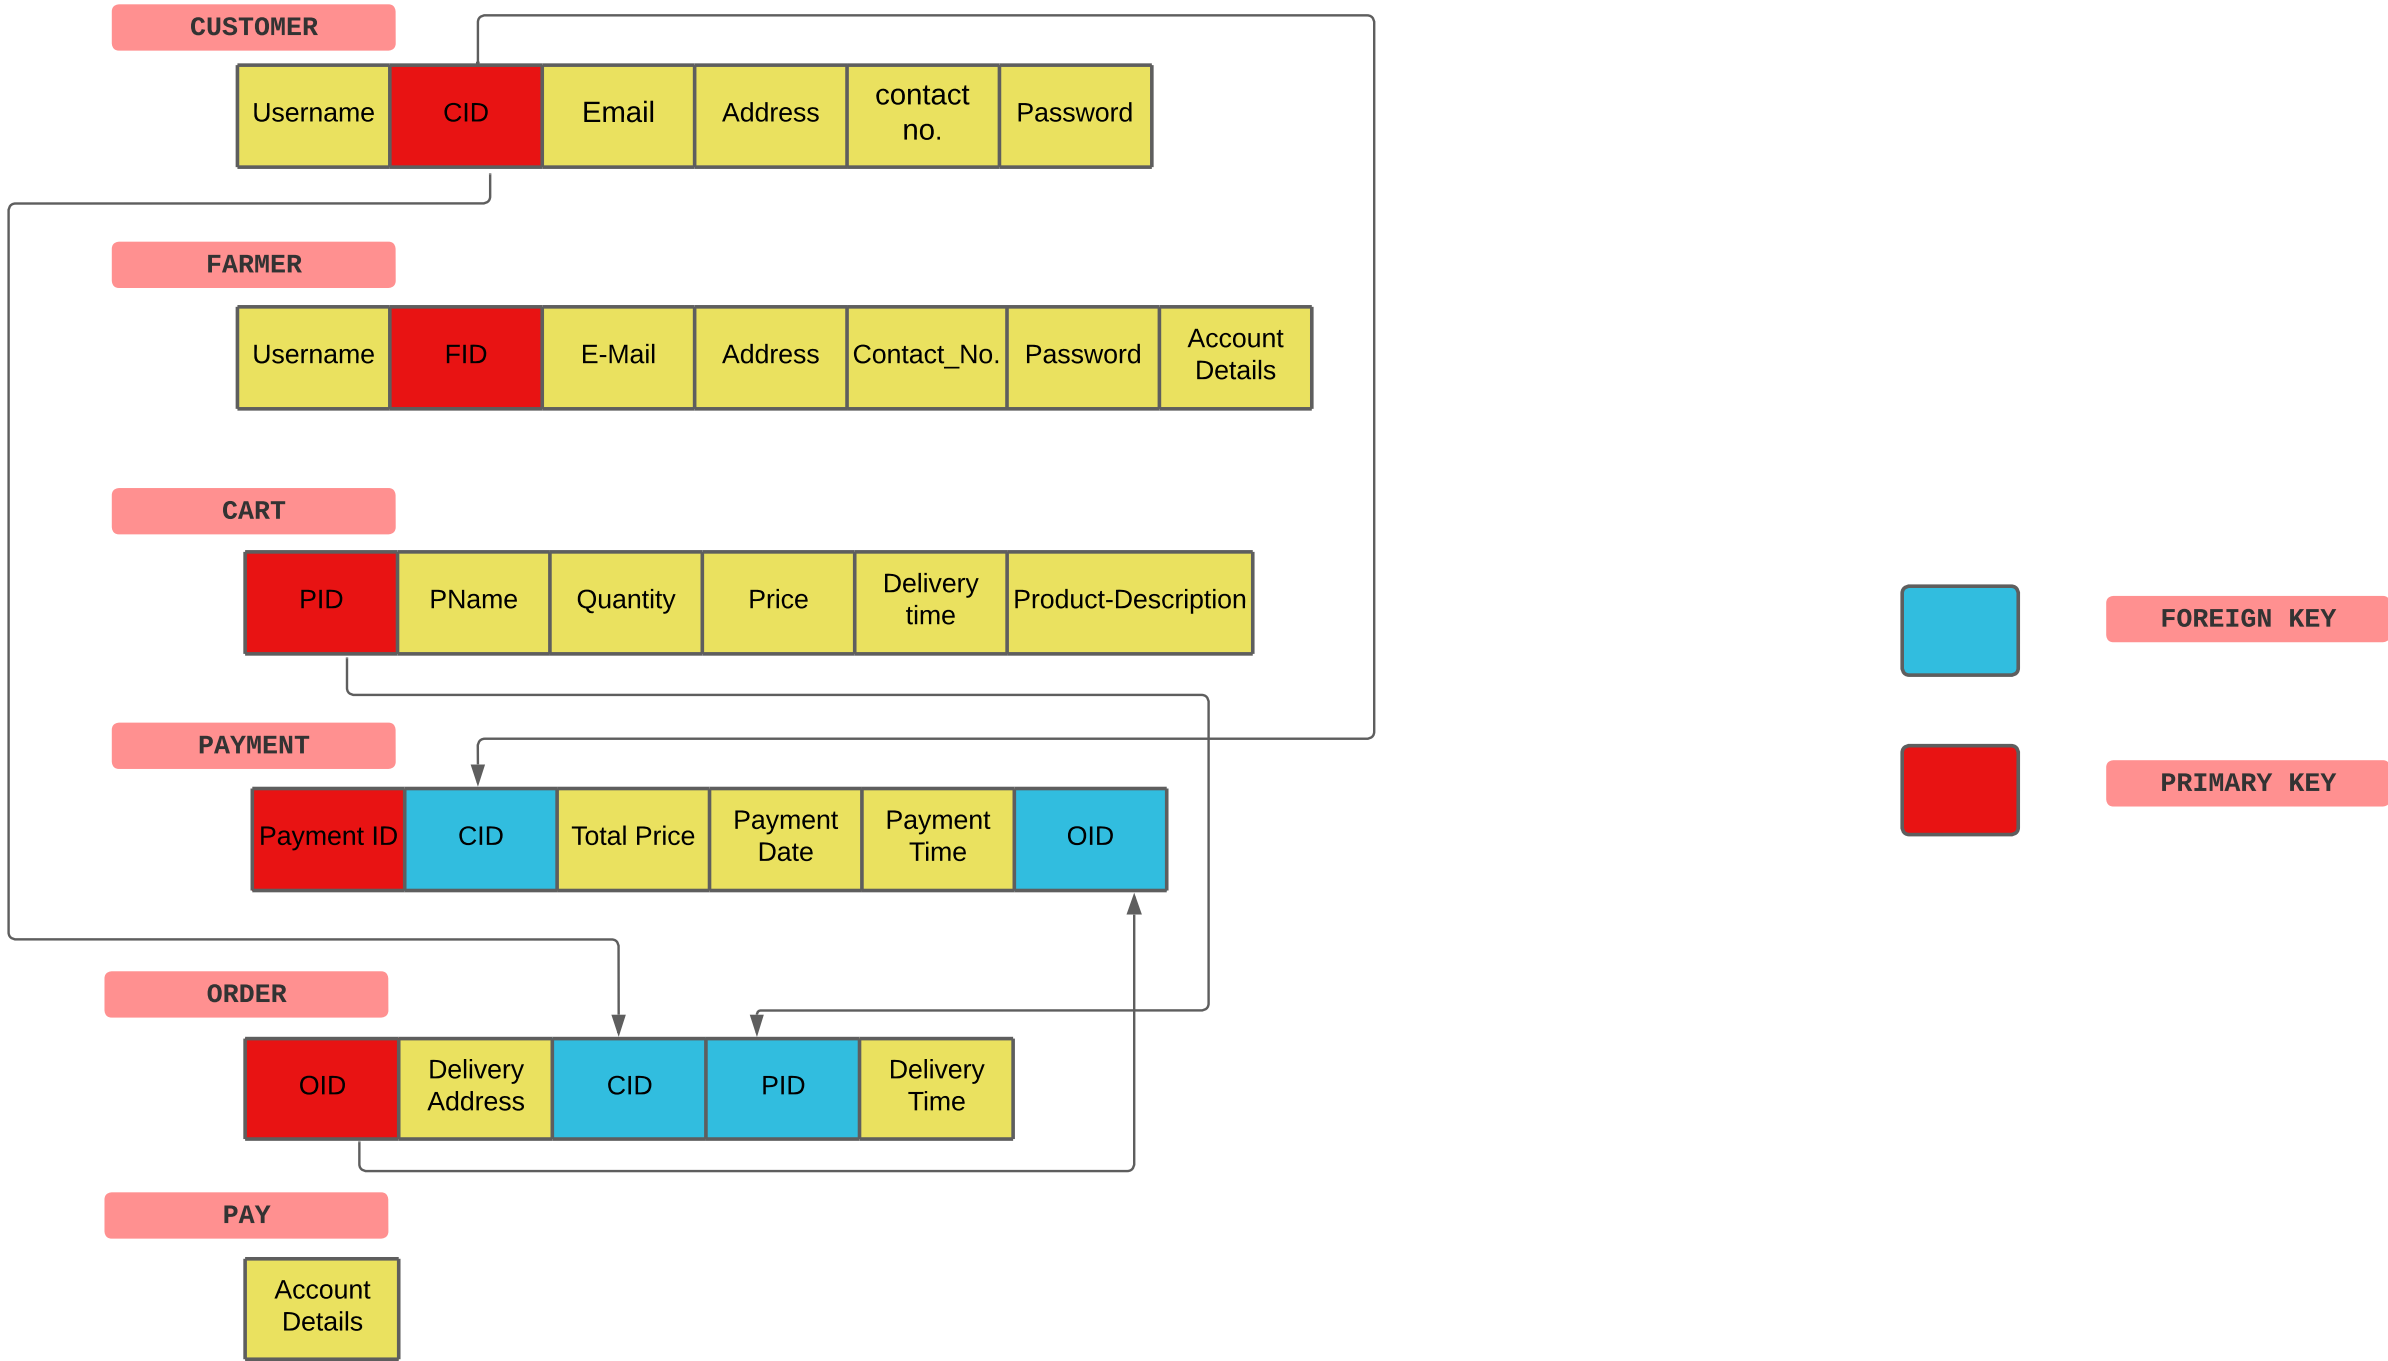 CUSTOMER
Username CID Email Address contact no. Password
FARMER
Username FID E-Mail Address Contact_No. Password Account Details
CART
PID PName Quantity Price Delivery time Product-Description
FOREIGN KEY
PAYMENT
PRIMARY KEY
Payment ID CID Total Price Payment Date Payment Time OID
ORDER
OID Delivery Address CID PID Delivery Time
PAY
Account
Details